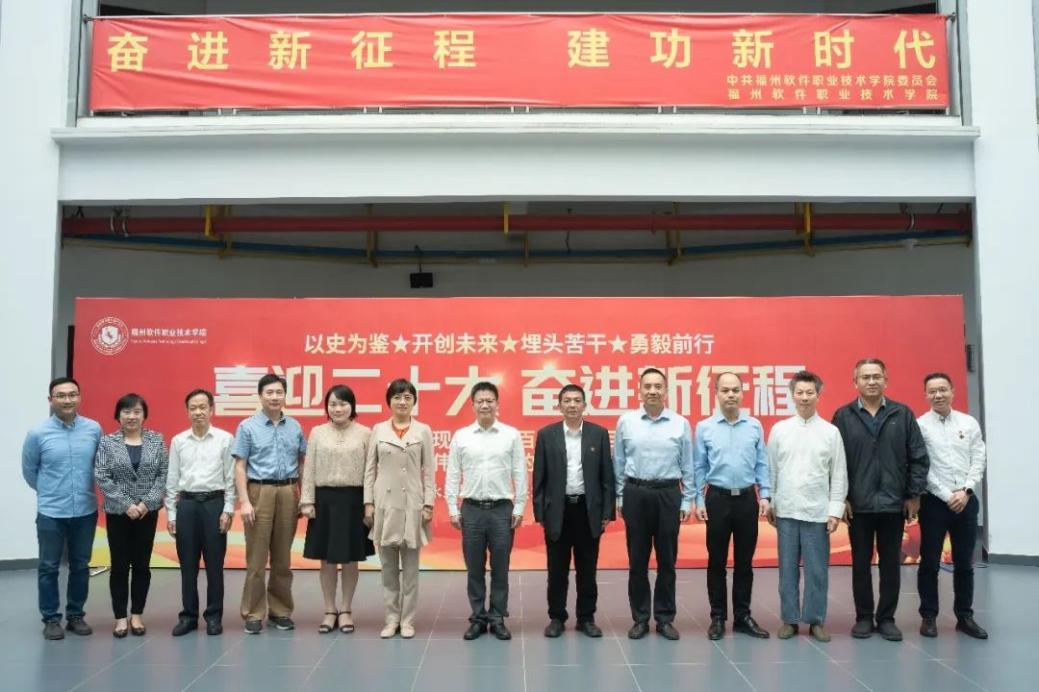 奋进新征程 建功新时代
中共福州软件职业技术学院委员会
福州软件职业技术学院
福州软件职业技术学院
以史为鉴★开创未来★埋头苦干★勇毅前行
喜迎二十大 奋进新征程